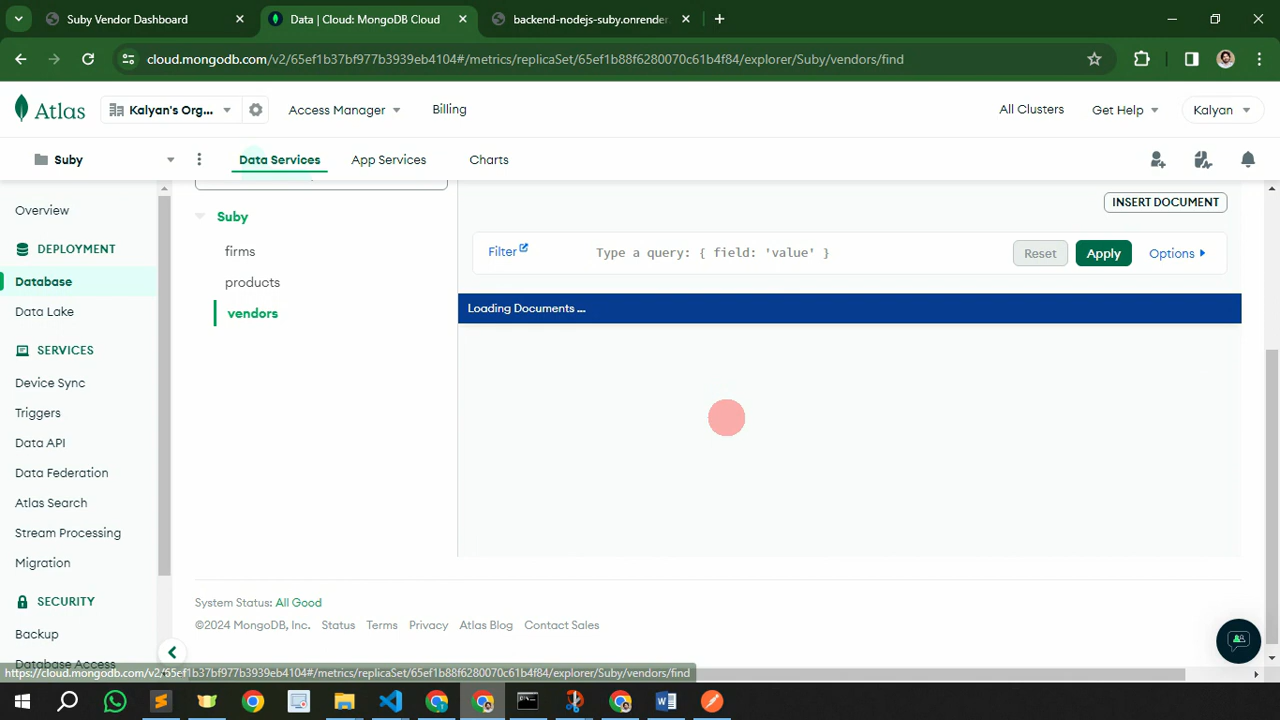 Suby Vendor Dashboard
Data | Cloud: MongoDB Cloud
backend-nodejs-suby.onrender
cloud.mongodb.com/v2/65ef1b37bf977b3939eb4104#/metrics/replicaSet/65ef1b88f6280070c61b4f84/explorer/Suby/vendors/find
Atlas
Kalyan's Org...
Access Manager
Billing
All Clusters
Get Help
Kalyan
Suby
Data Services
App Services
Charts
Overview
DEPLOYMENT
Database
Data Lake
SERVICES
Device Sync
Triggers
Data API
Data Federation
Atlas Search
Stream Processing
Migration
SECURITY
Backup
Database Access
Suby
firms
products
vendors
INSERT DOCUMENT
Filter
Type a query: { field: 'value' }
Reset
Apply
Options
Loading Documents ...
System Status: All Good
©2024 MongoDB, Inc.
Status
Terms
Privacy
Atlas Blog
Contact Sales
https://cloud.mongodb.com/v2/65ef1b37bf977b3939eb4104#/metrics/replicaSet/65ef1b88f6280070c61b4f84/explorer/Suby/vendors/find